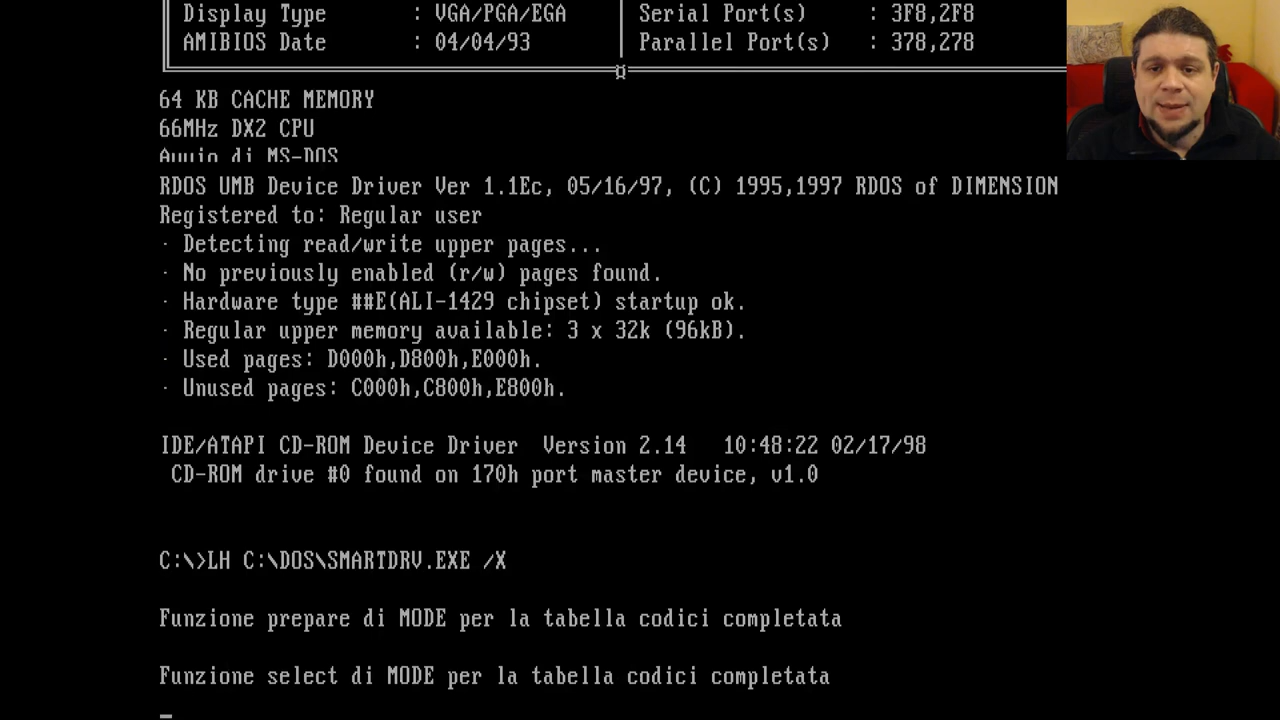 Display Type : VGA/PGA/EGA Serial Port(s) : 3F8,2F8
AMIBIOS Date : 04/04/93 Parallel Port(s) : 378,278
64 KB CACHE MEMORY
66MHz DX2 CPU
Avvio di MS-DOS
RDOS UMB Device Driver Ver 1.1Ec, 05/16/97, (C) 1995,1997 RDOS of DIMENSION
Registered to: Regular user
· Detecting read/write upper pages...
· No previously enabled (r/w) pages found.
· Hardware type ##E(ALI-1429 chipset) startup ok.
· Regular upper memory available: 3 x 32k (96kB).
· Used pages: D000h,D800h,E000h.
· Unused pages: C000h,C800h,E800h.
IDE/ATAPI CD-ROM Device Driver Version 2.14 10:48:22 02/17/98
CD-ROM drive #0 found on 170h port master device, v1.0
C:\>LH C:\DOS\SMARTDRV.EXE /X
Funzione prepare di MODE per la tabella codici completata
Funzione select di MODE per la tabella codici completata